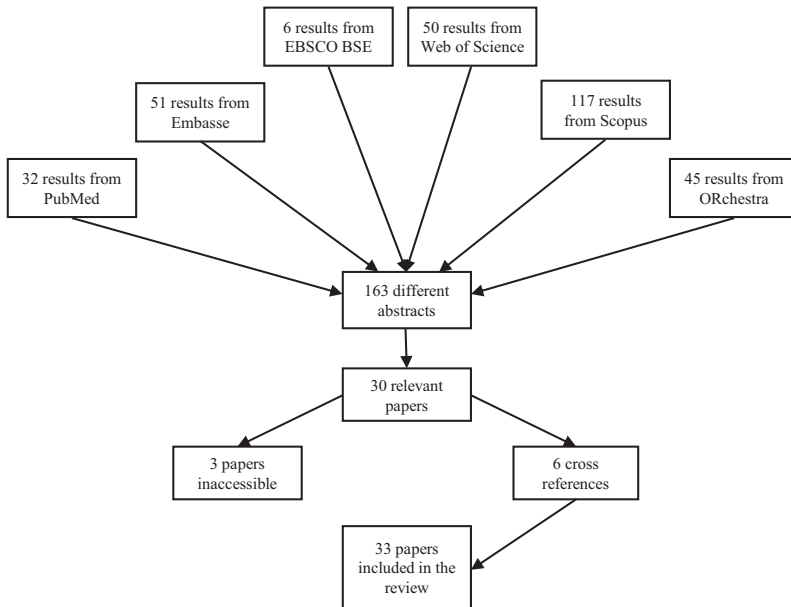 6 results from
EBSCO BSE
50 results from
Web of Science
51 results from
Embasse
117 results
from Scopus
32 results from
PubMed
45 results from
ORchestra
163 different
abstracts
30 relevant
papers
3 papers
inaccessible
6 cross
references
33 papers
included in the
review